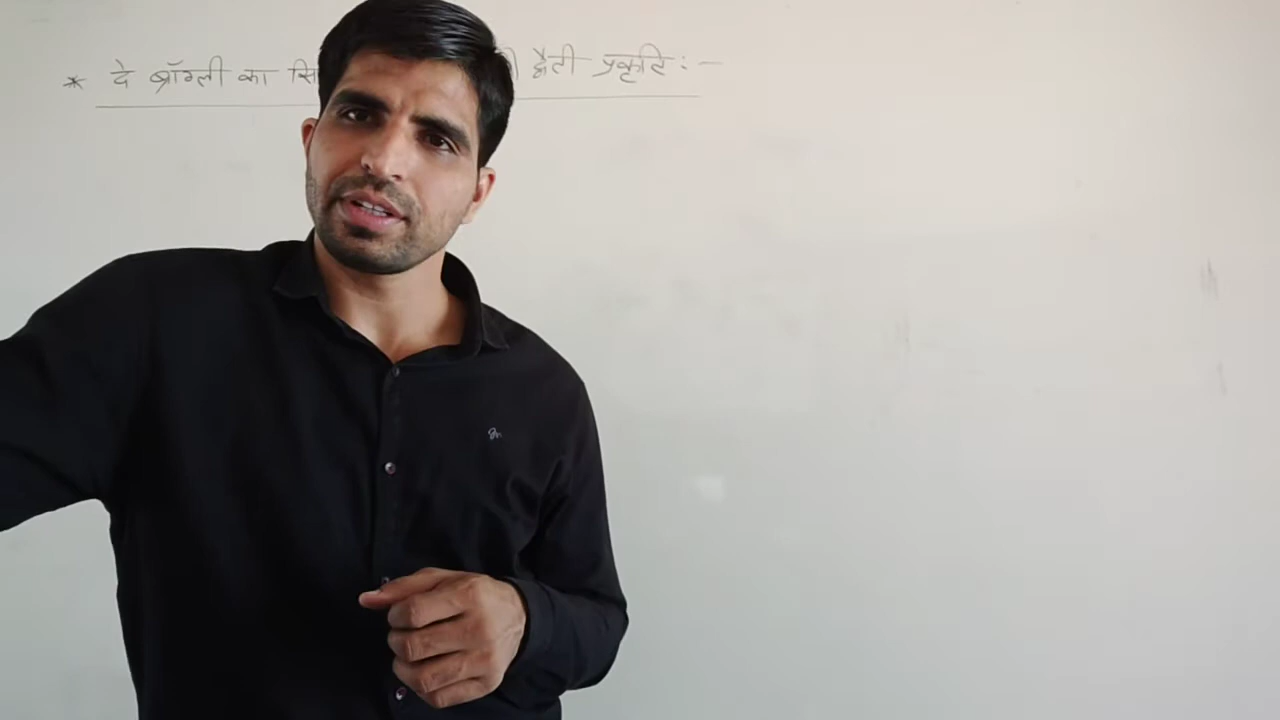 * दे ब्रॉग्ली का सि ी द्वैती प्रकृति :-